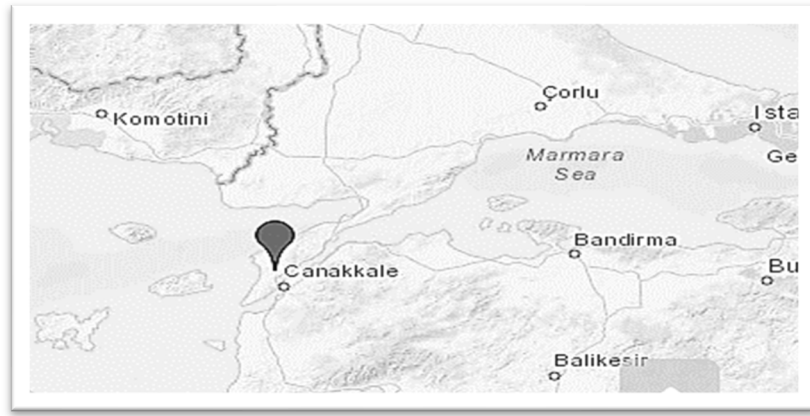 Çorlu
Ista
Komotini
Marmara
Sea
Ge
Bandirma
Canakkale
Bu
Balikesir